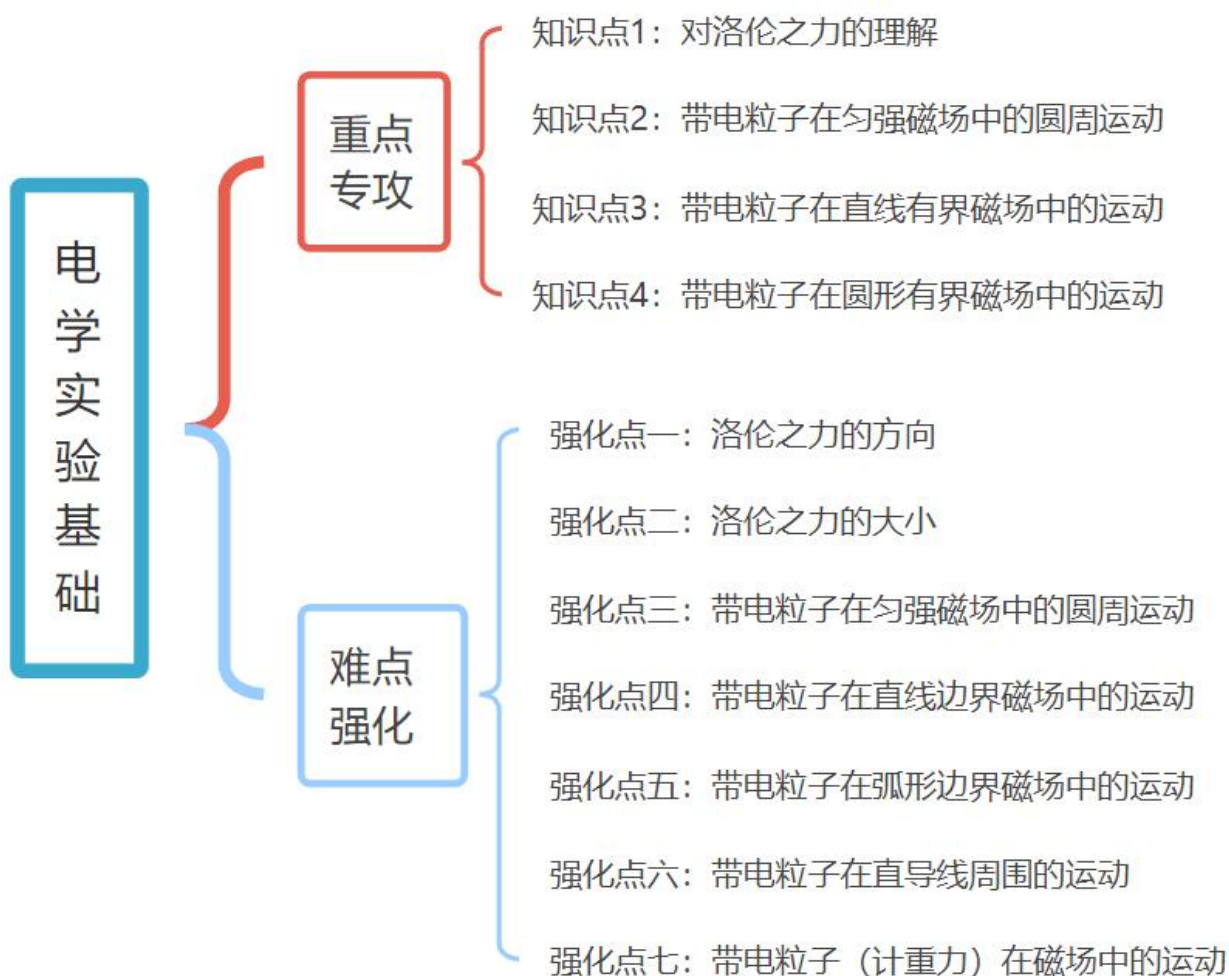 电学实验基础
重点
专攻
知识点1：对洛伦之力的理解
知识点2：带电粒子在匀强磁场中的圆周运动
知识点3：带电粒子在直线有界磁场中的运动
知识点4：带电粒子在圆形有界磁场中的运动
难点
强化
强化点一：洛伦之力的方向
强化点二：洛伦之力的大小
强化点三：带电粒子在匀强磁场中的圆周运动
强化点四：带电粒子在直线边界磁场中的运动
强化点五：带电粒子在弧形边界磁场中的运动
强化点六：带电粒子在直导线周围的运动
强化点七：带电粒子（计重力）在磁场中的运动